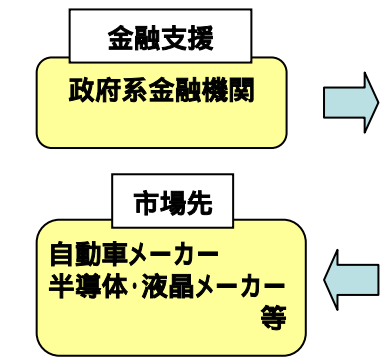 金融支援
政府系金融機関
市場先
自動車メーカー
半導体・液晶メーカー
等